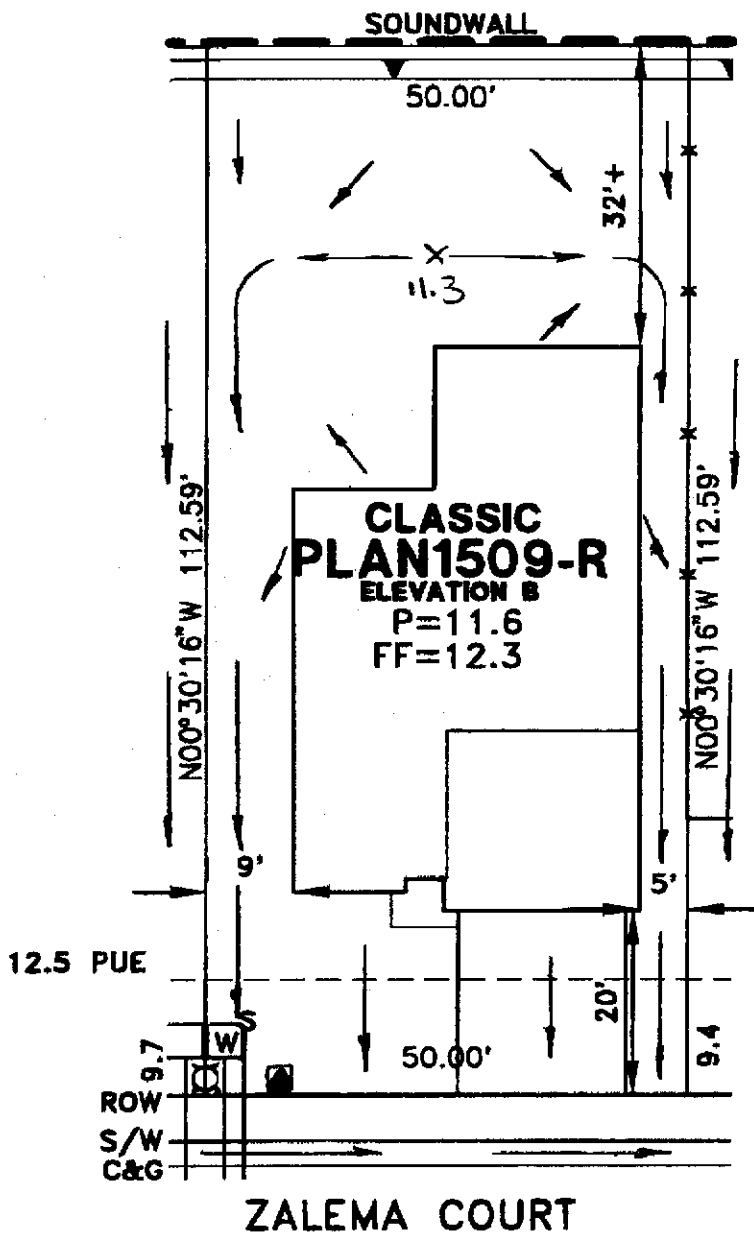 SOUNDWALL
50.00'
32'+
11.3
N00°30'16"W 112.59'
N00°30'16"W 112.59'
CLASSIC
PLAN1509-R
ELEVATION B
P=11.6
FF=12.3
9'
5'
12.5 PUE
20'
S
W
9.7
50.00'
9.4
ROW
S/W
C&G
ZALEMA COURT